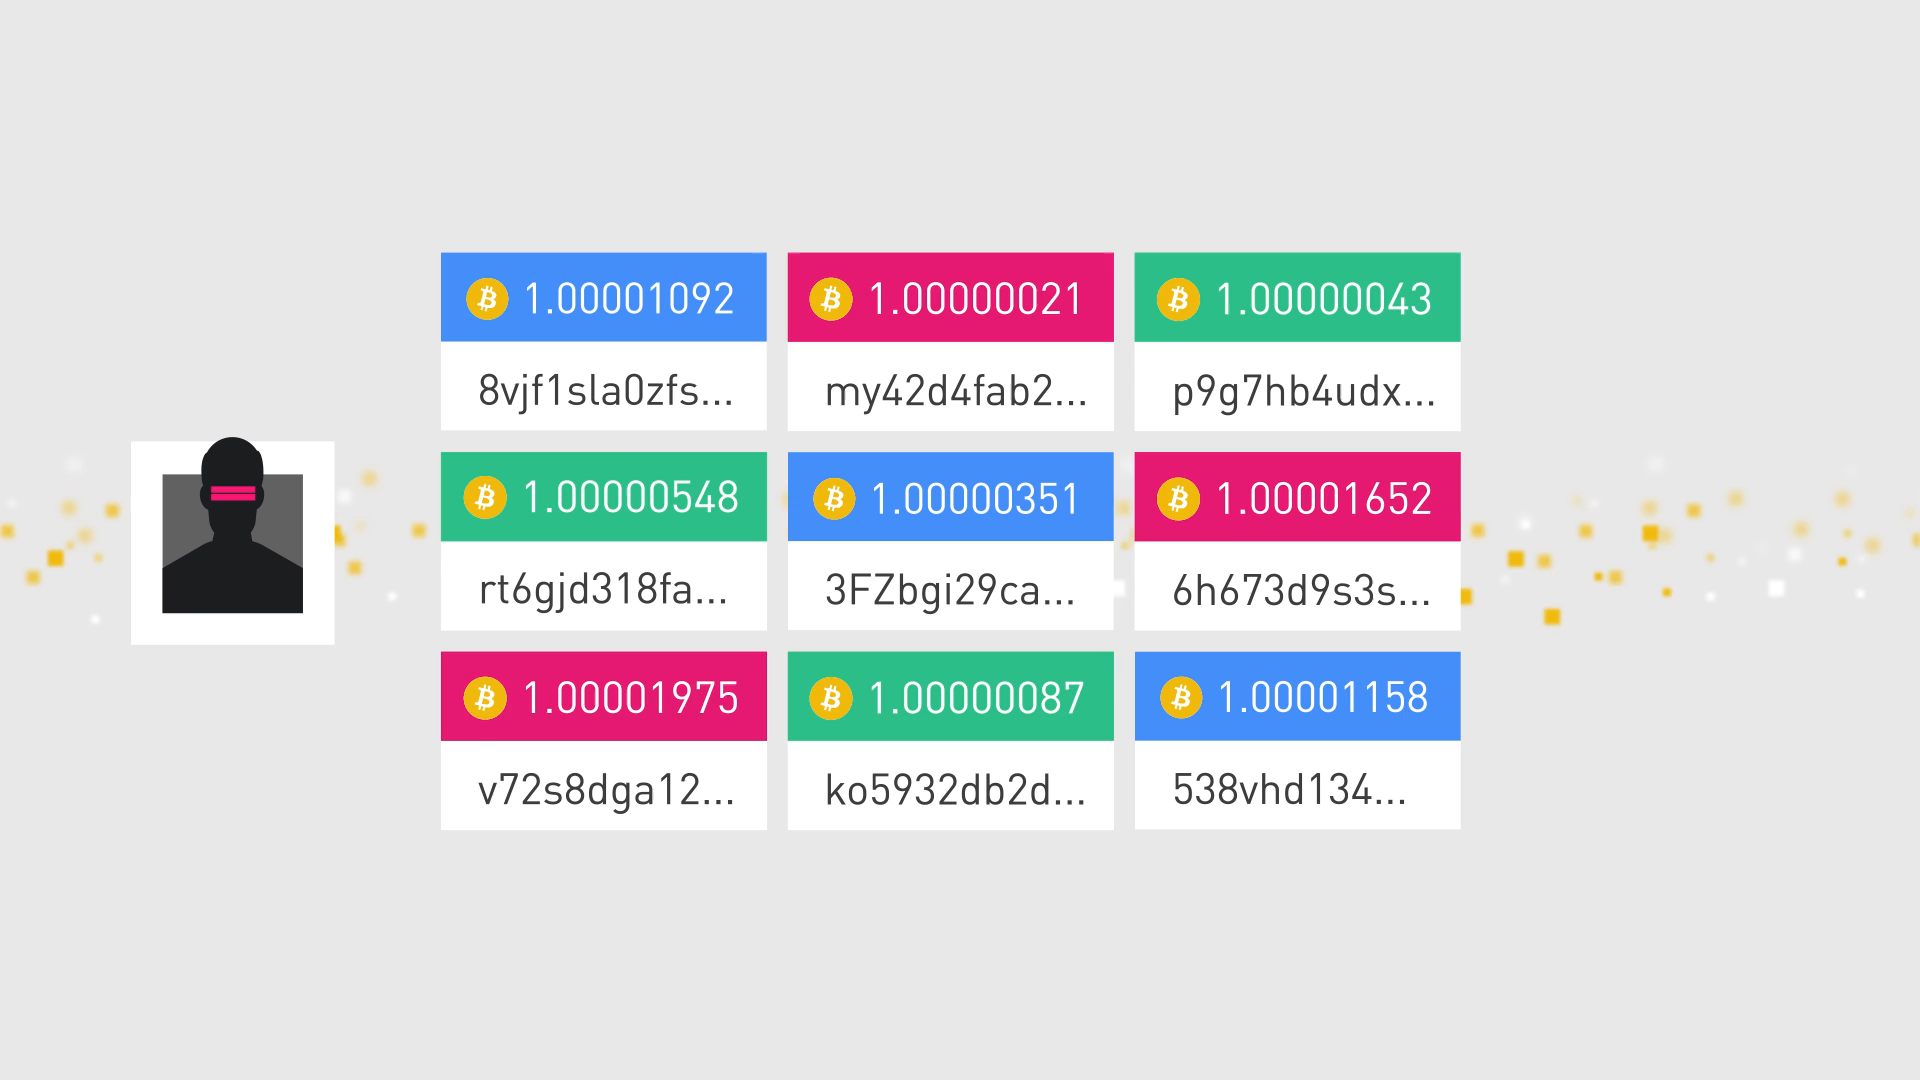 1.00001092
8vjf1sla0zfs...
1.00000021
my42d4fab2...
1.00000043
p9g7hb4udx...
1.00000548
rt6gjd318fa...
1.00000351
3FZbgi29ca...
1.00001652
6h673d9s3s...
1.00001975
v72s8dga12...
1.00000087
ko5932db2d...
1.00001158
538vhd134...